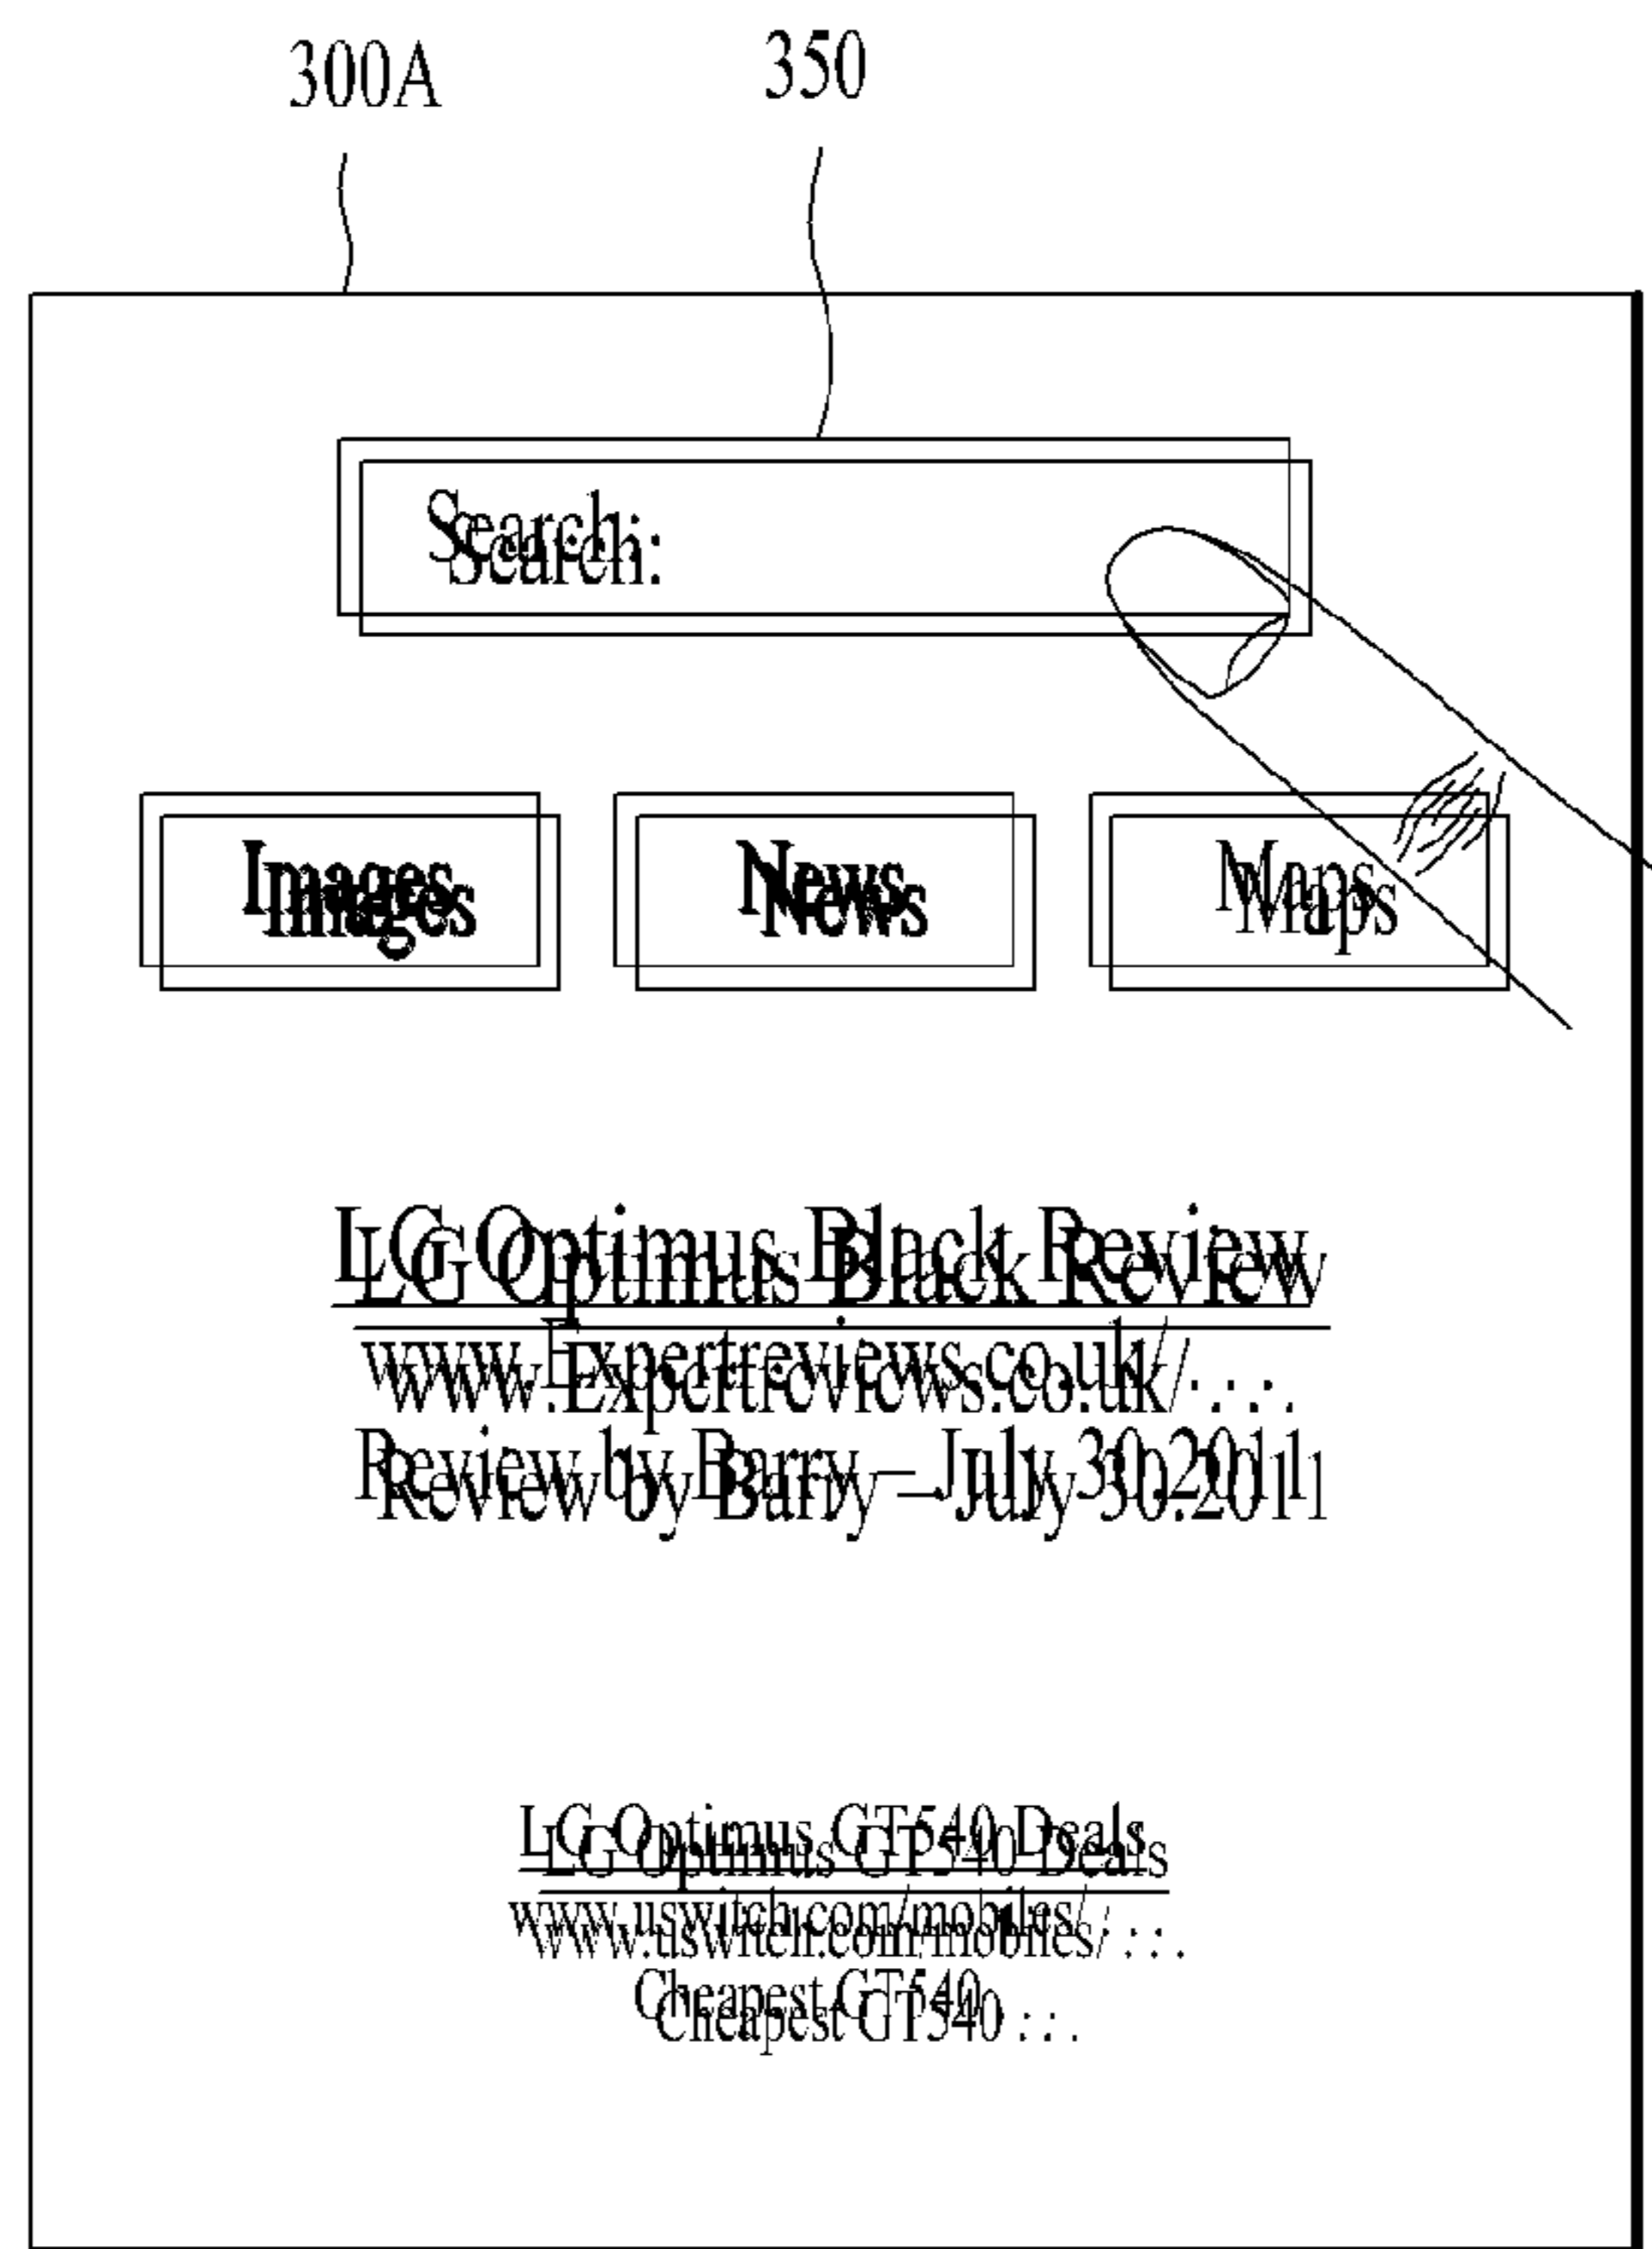 300A 350
Search:
Images News Maps
LG Optimus Black Review
www.Expertreviews.co.uk/. . .
Review by Barry – July 30.2011
LG Optimus GT540 Deals
www.uswitch.com/mobiles/. . .
Cheapest GT540 . . .